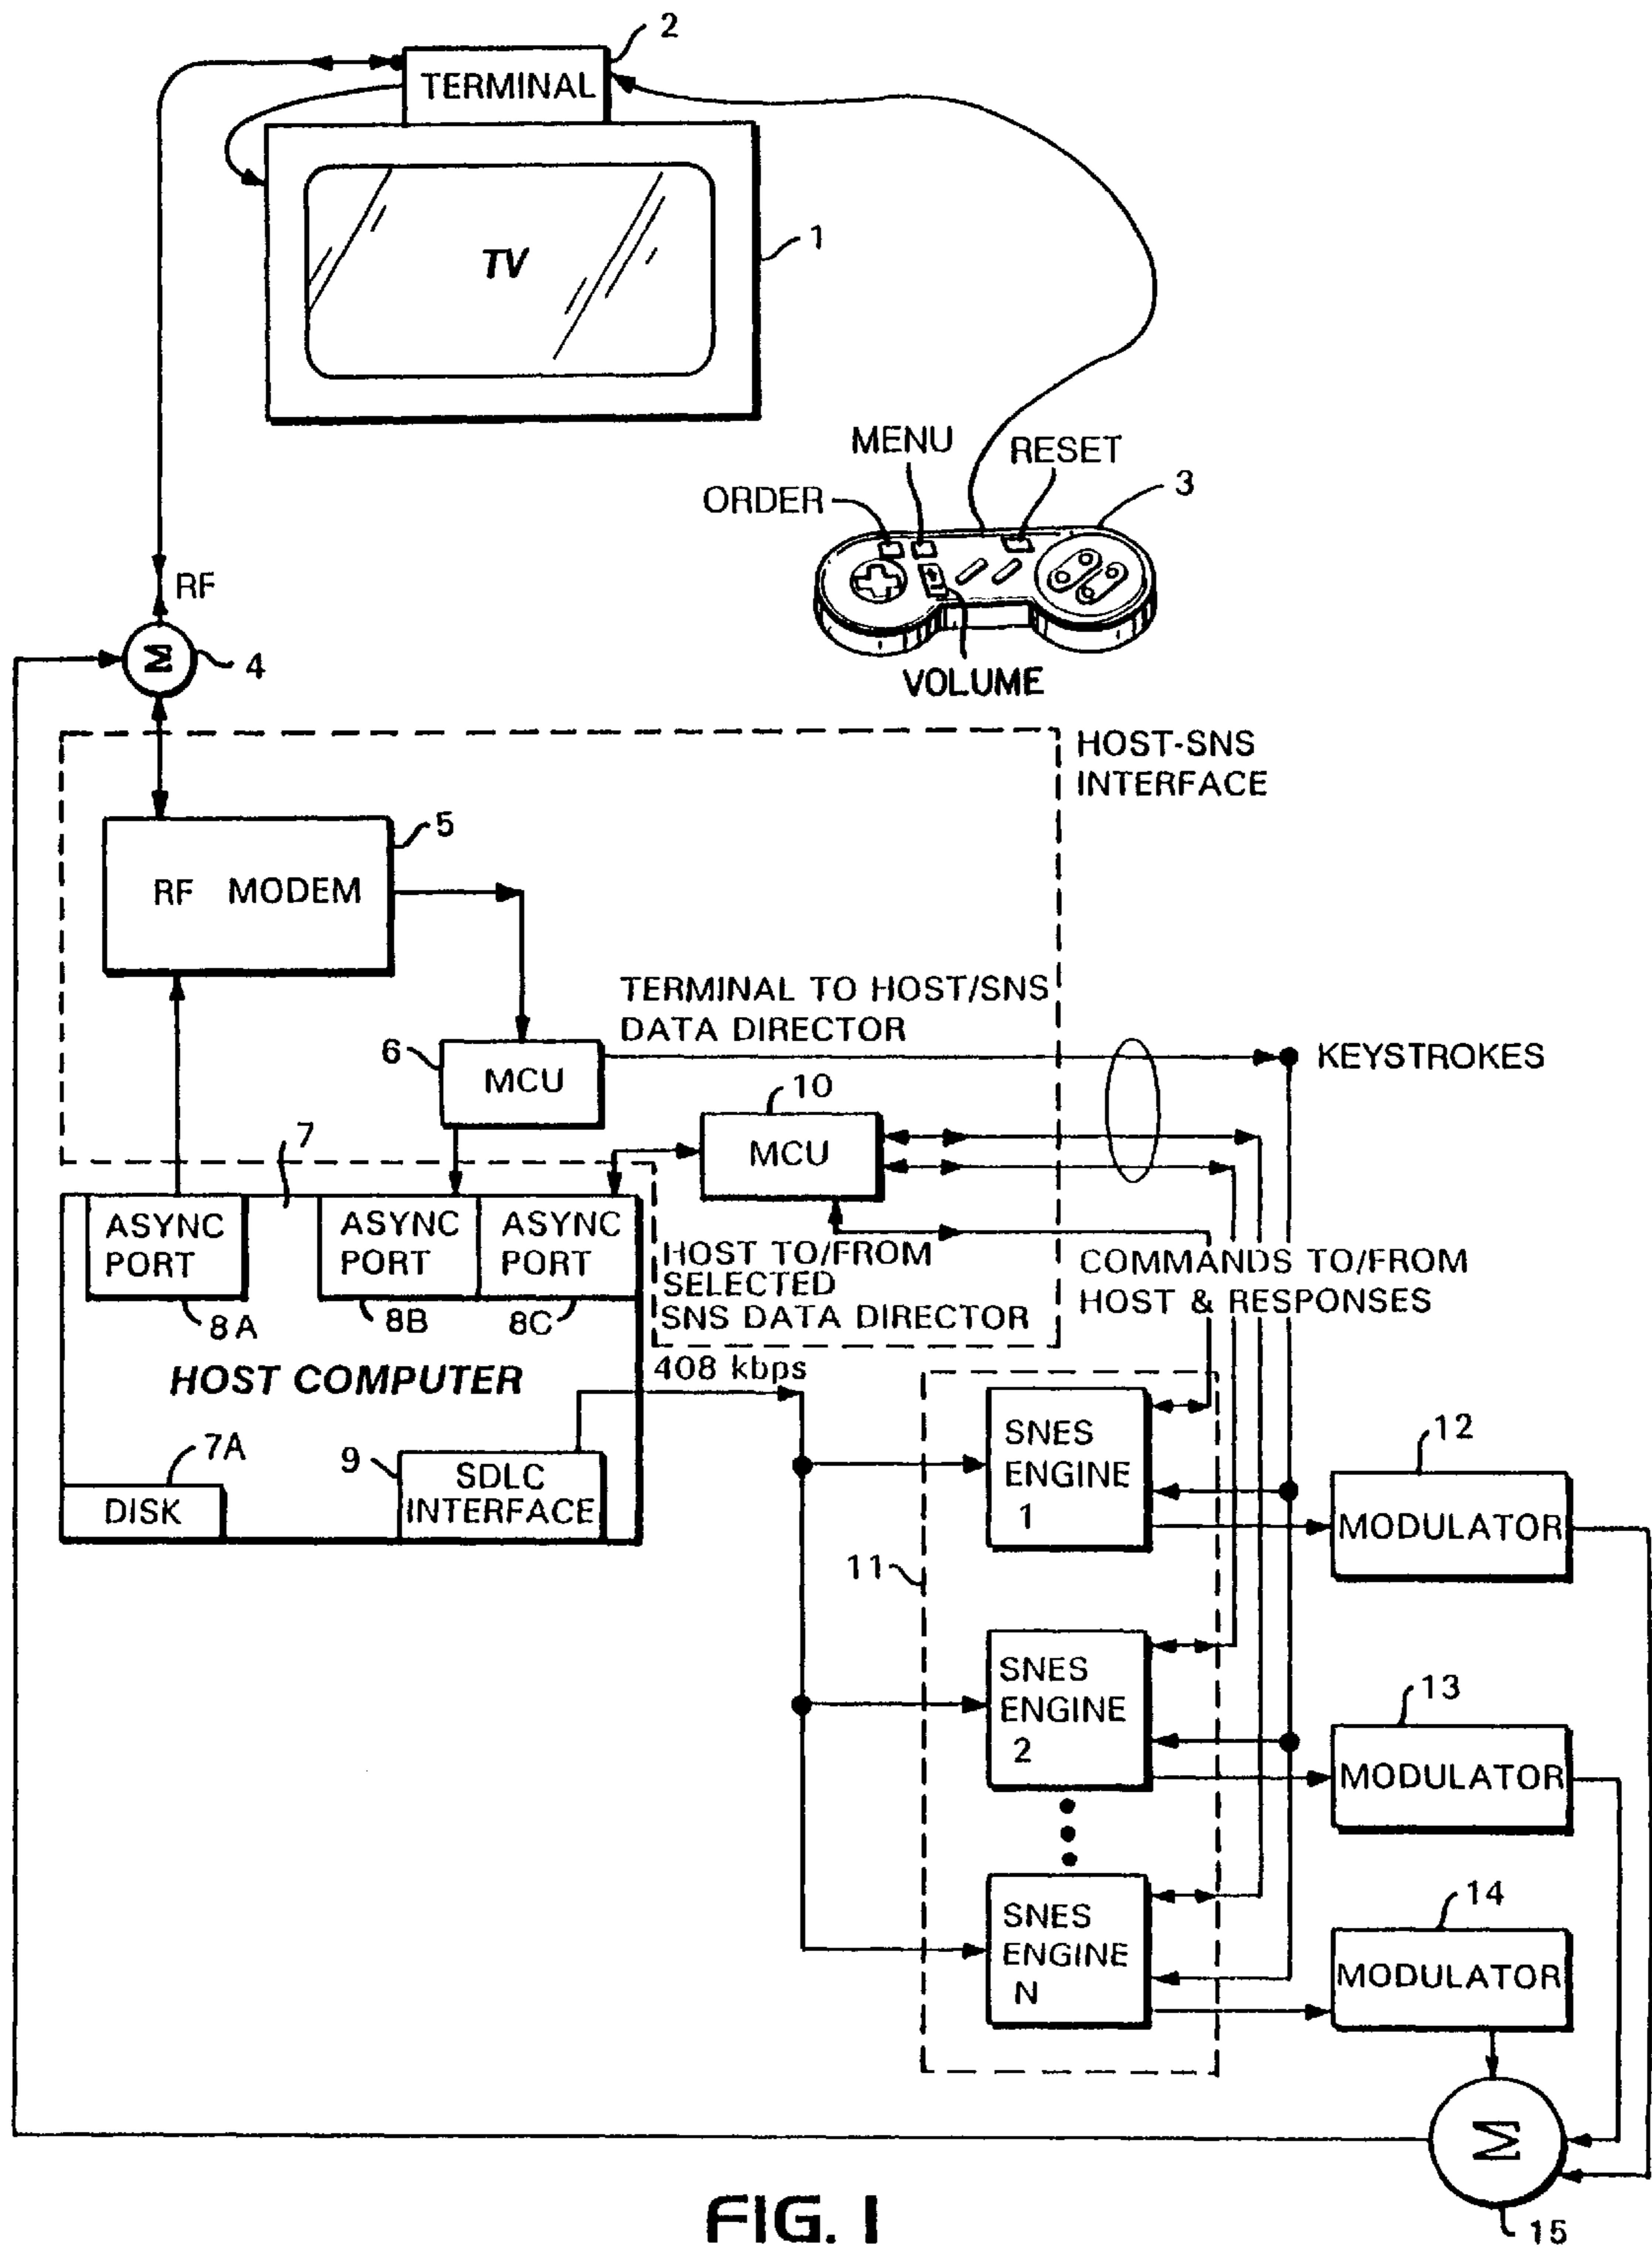 2
TERMINAL
TV
1
MENU
RESET
ORDER
3
RF
M
4
VOLUME
HOST-SNS
INTERFACE
5
RF MODEM
TERMINAL TO HOST/SNS
DATA DIRECTOR
6
MCU
KEYSTROKES
10
MCU
7
ASYNC
PORT
ASYNC
PORT
ASYNC
PORT
8A
8B
8C
HOST TO/FROM
SELECTED
SNS DATA DIRECTOR
COMMANDS TO/FROM
HOST & RESPONSES
HOST COMPUTER
408 kbps
7A
DISK
9
SDLC
INTERFACE
SNES
ENGINE
1
12
MODULATOR
11
SNES
ENGINE
2
13
MODULATOR
SNES
ENGINE
N
14
MODULATOR
M
15
FIG. 1